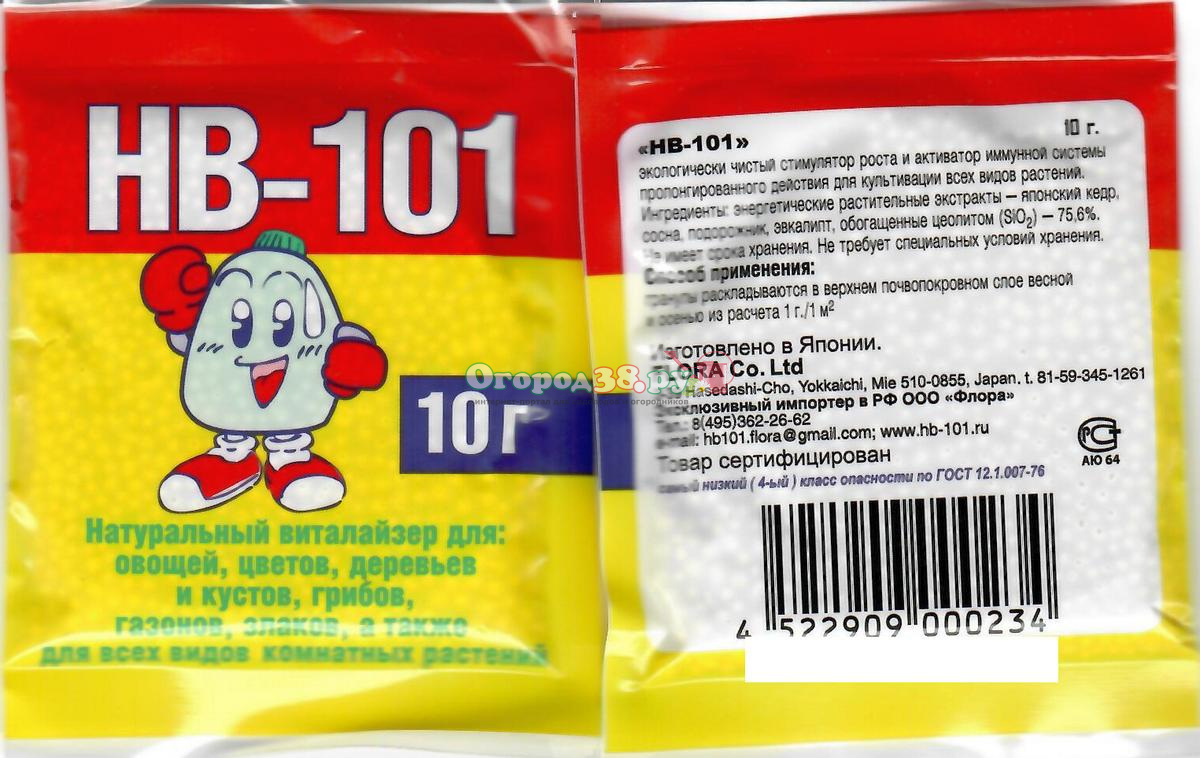 НВ-101
10 г
Натуральный виталайзер для:
овощей, цветов, деревьев
и кустов, грибов,
газонов, злаков, а также
для всех видов комнатных растений
Огород38.ру
«НВ-101»
10 г.
экологически чистый стимулятор роста и активатор иммунной системы
пролонгированного действия для культивации всех видов растений.
Ингредиенты: энергетические растительные экстракты — японский кедр,
сосна, подорожник, эвкалипт, обогащенные цеолитом (SiO₂) — 75,6%.
Не имеет срока хранения. Не требует специальных условий хранения.
Способ применения:
гранулы раскладываются в верхнем почвопокровном слое весной
и осенью из расчета 1 г./1 м²
Изготовлено в Японии.
FLORA Co. Ltd
Hasedashi-Cho, Yokkaichi, Mie 510-0855, Japan. t. 81-59-345-1261
Эксклюзивный импортер в РФ ООО «Флора»
Тел.: 8(495)362-26-62
e-mail: hb101.flora@gmail.com; www.hb-101.ru
Товар сертифицирован
самый низкий ( 4-ый ) класс опасности по ГОСТ 12.1.007-76
АЮ 64
4 522909 000234